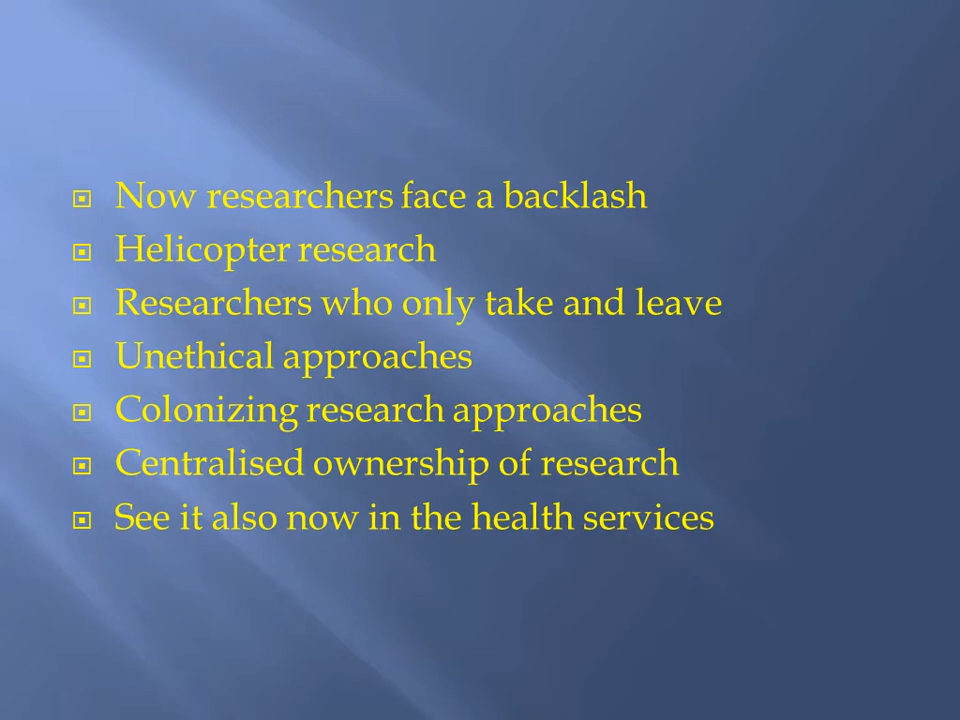 Now researchers face a backlash
Helicopter research
Researchers who only take and leave
Unethical approaches
Colonizing research approaches
Centralised ownership of research
See it also now in the health services